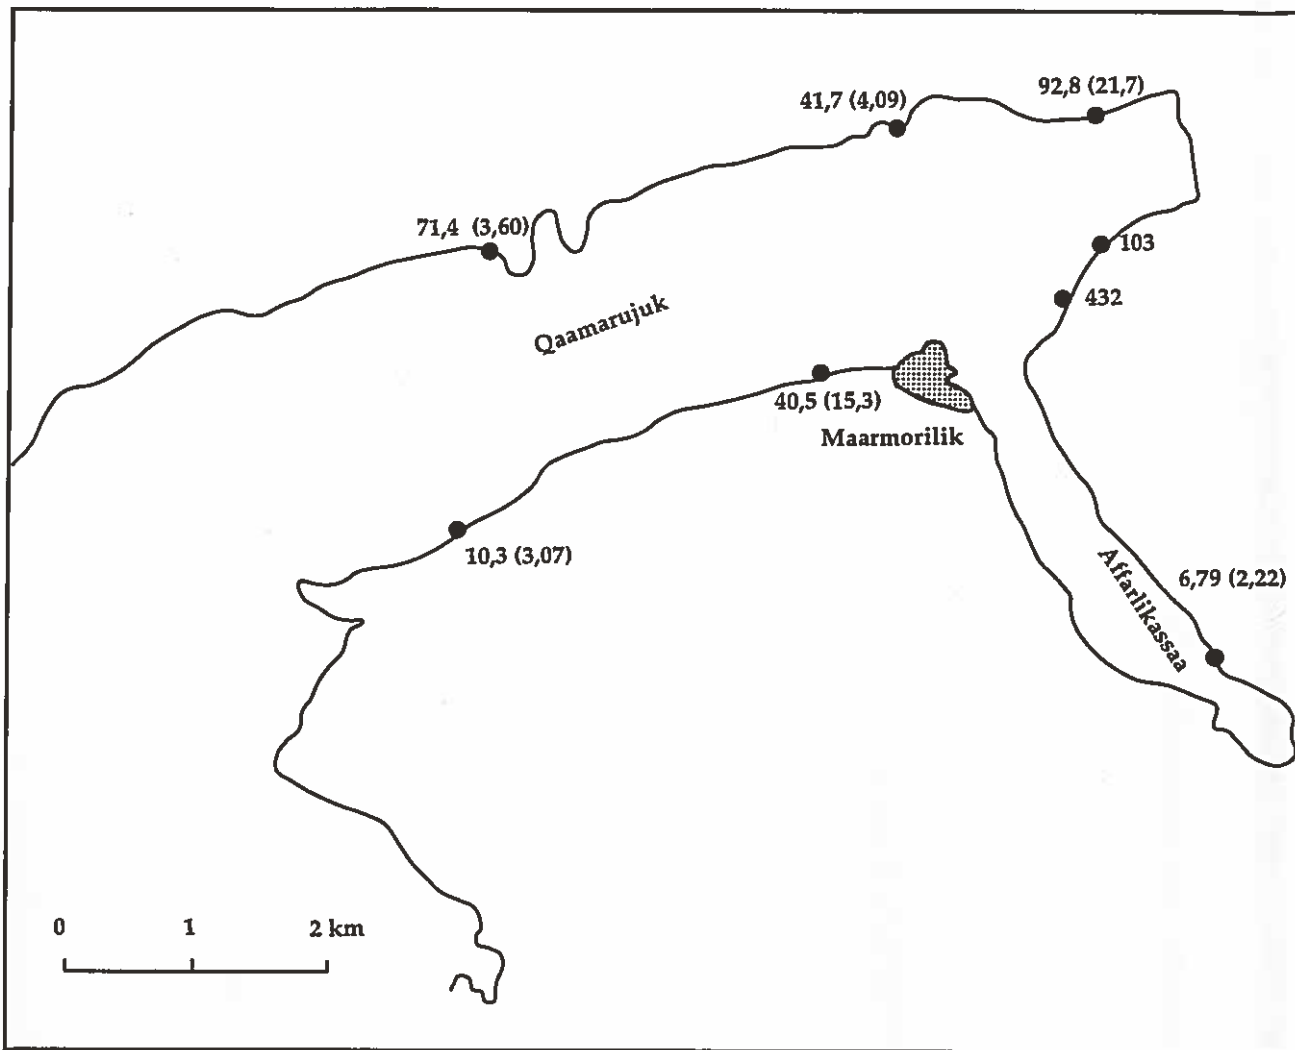 92,8 (21,7)
41,7 (4,09)
71,4 (3,60)
103
432
Qaamarujuk
40,5 (15,3)
Maarmorilik
10,3 (3,07)
Affarlikassaa
6,79 (2,22)
0 1 2 km